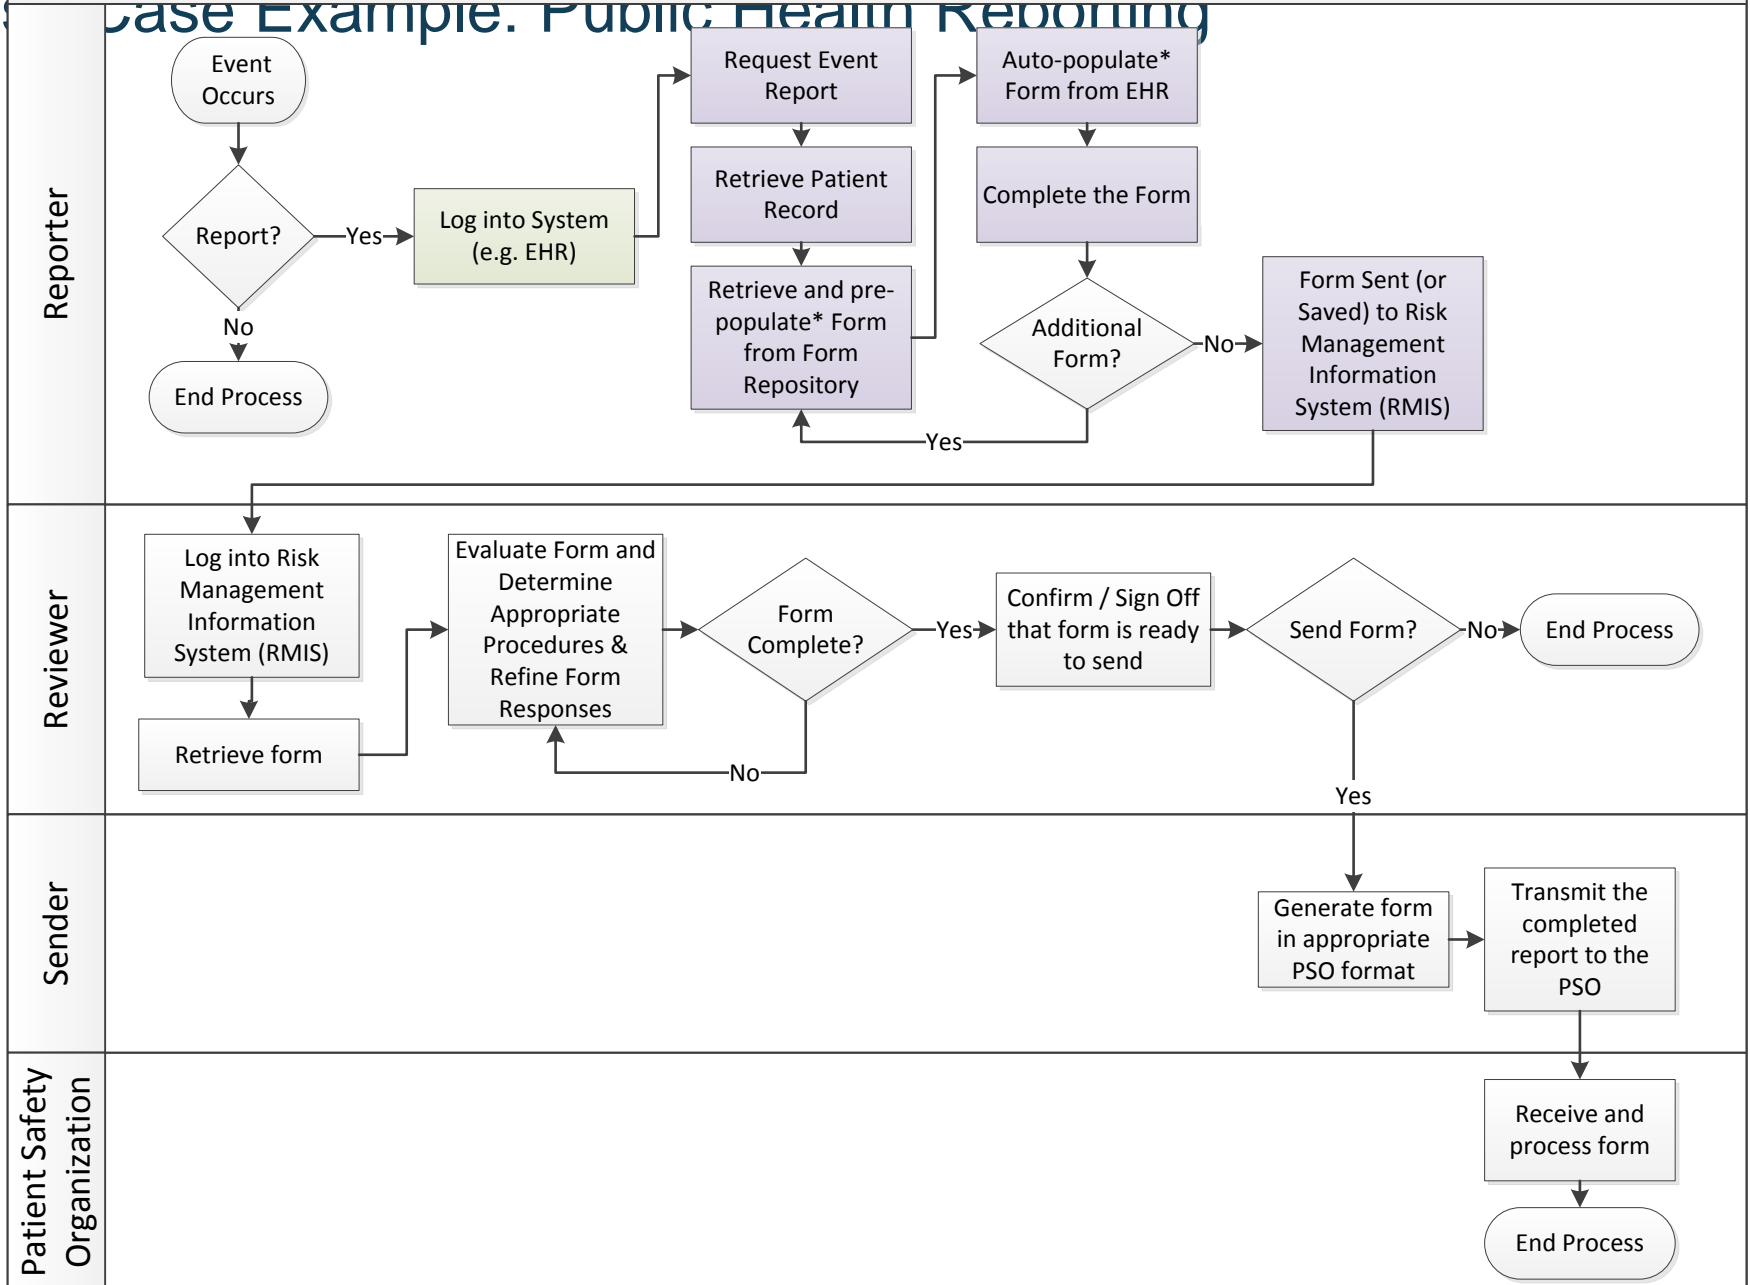 Case Example: Public Health Reporting
Reporter
Event
Occurs
Report?
Yes
No
End Process
Log into System
(e.g. EHR)
Request Event
Report
Retrieve Patient
Record
Retrieve and pre-
populate* Form
from Form
Repository
Auto-populate*
Form from EHR
Complete the Form
Additional
Form?
Yes
No
Form Sent (or
Saved) to Risk
Management
Information
System (RMIS)
Reviewer
Log into Risk
Management
Information
System (RMIS)
Retrieve form
Evaluate Form and
Determine
Appropriate
Procedures &
Refine Form
Responses
Form
Complete?
No
Yes
Confirm / Sign Off
that form is ready
to send
Send Form?
No
End Process
Yes
Sender
Generate form
in appropriate
PSO format
Transmit the
completed
report to the
PSO
Patient Safety
Organization
Receive and
process form
End Process